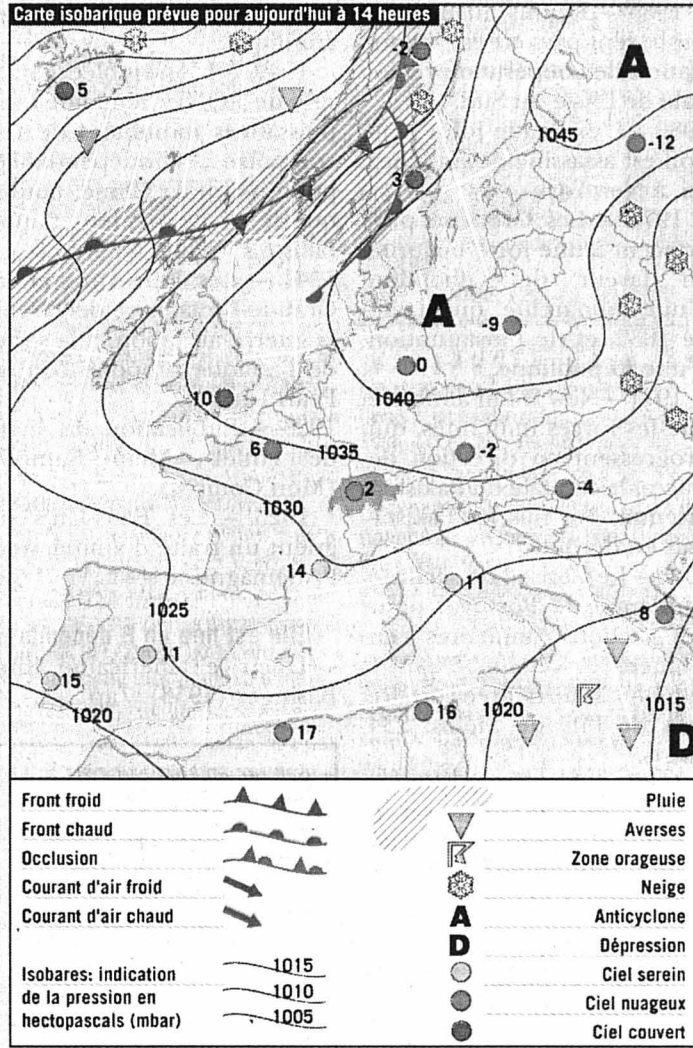 Carte isobarique prévue pour aujourd'hui à 14 heures
-2
A
5
1045
-12
3
A
-9
0
1040
10
6
1035
-2
2
-4
1030
14
11
1025
8
11
15
1020
16
1020
1015
17
D
Front froid
Front chaud
Occlusion
Courant d'air froid
Courant d'air chaud
Isobares: indication
de la pression en
hectopascals (mbar)
1015
1010
1005
Pluie
Averses
Zone orageuse
Neige
A Anticyclone
D Dépression
Ciel serein
Ciel nuageux
Ciel couvert